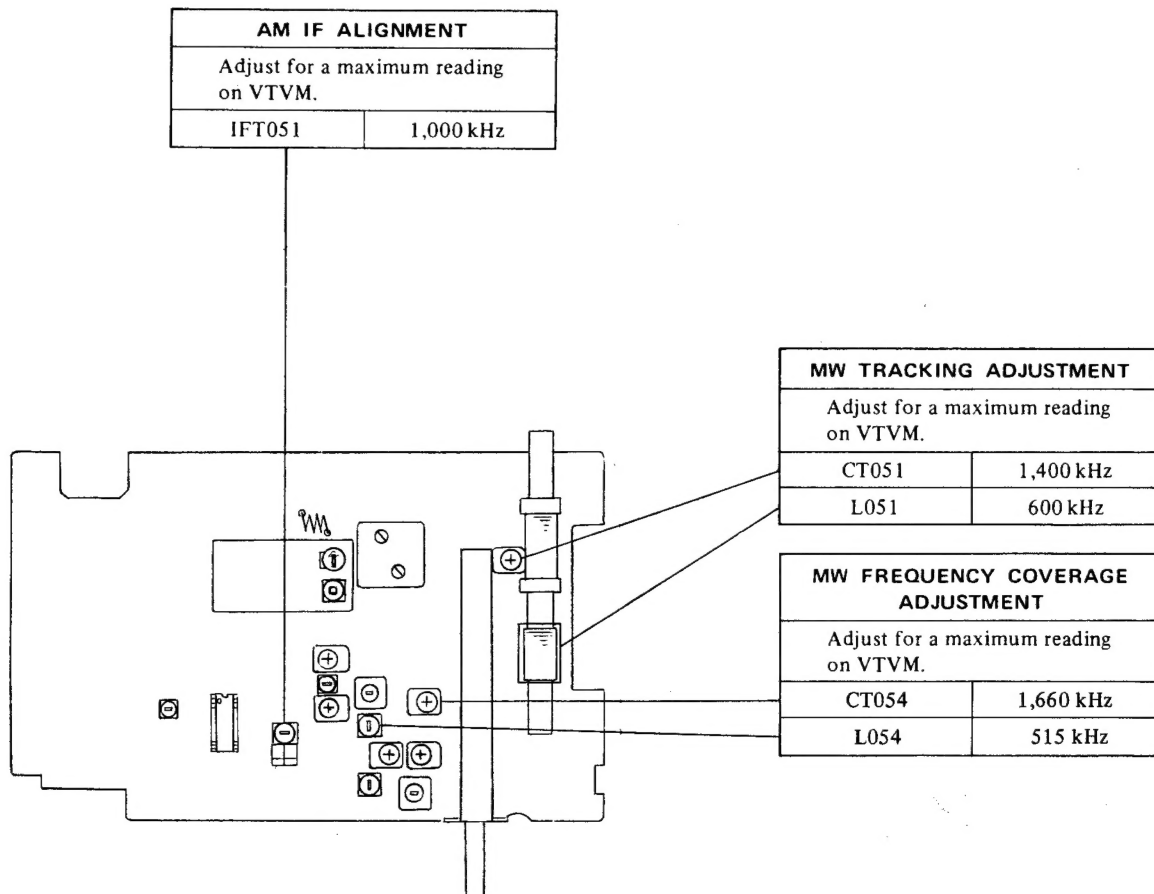 AM IF ALIGNMENT
Adjust for a maximum reading
on VTVM.
IFT051 1,000 kHz
MW TRACKING ADJUSTMENT
Adjust for a maximum reading
on VTVM.
CT051 1,400 kHz
L051 600 kHz
MW FREQUENCY COVERAGE
ADJUSTMENT
Adjust for a maximum reading
on VTVM.
CT054 1,660 kHz
L054 515 kHz